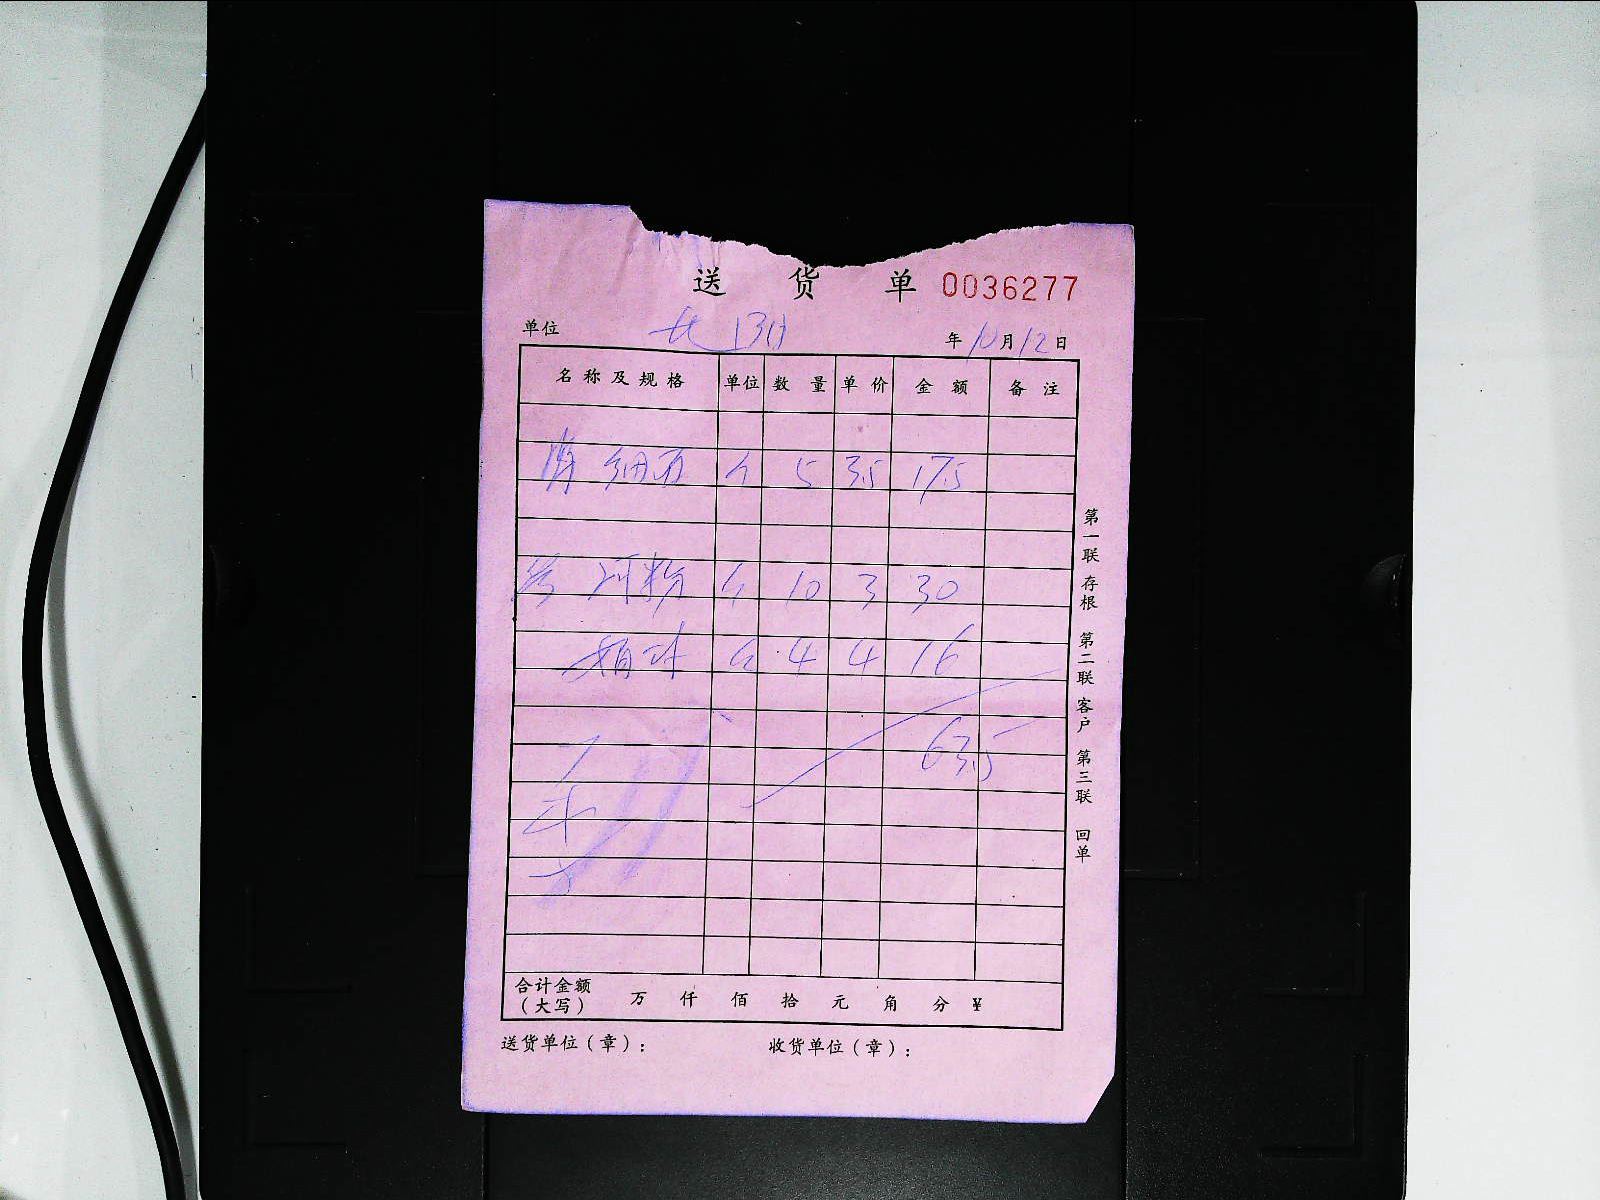 送 货 单 0036277
单位 年 10 月 12 日
名称及规格 单位 数量 单价 金额 备注
细面 个 5 3.5 17.5
河粉 个 10 3 30
个 4 4 16
63.5
合计金额（大写） 万 仟 佰 拾 元 角 分 ¥
送货单位（章）： 收货单位（章）：
第一联 存根 第二联 客户 第三联 回单